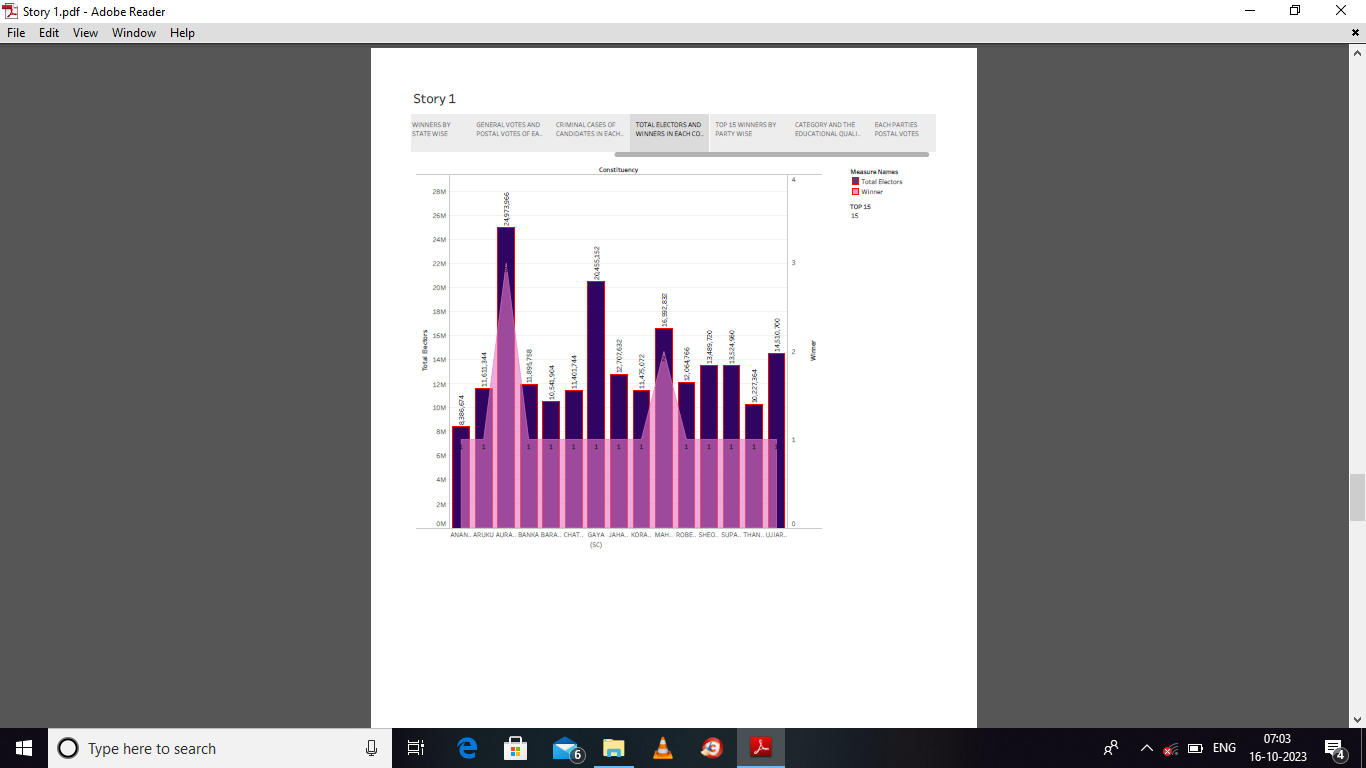 Story 1.pdf - Adobe Reader
File Edit View Window Help
Story 1
WINNERS BY
STATE WISE
GENERAL VOTES AND
POSTAL VOTES OF EA..
CRIMINAL CASES OF
CANDIDATES IN EACH..
TOTAL ELECTORS AND
WINNERS IN EACH CO..
TOP 15 WINNERS BY
PARTY WISE
CATEGORY AND THE
EDUCATIONAL QUALI..
EACH PARTIES
POSTAL VOTES
Constituency
Measure Names
Total Electors
Winner
TOP 15
15
28M
26M
24M
22M
20M
18M
16M
14M
12M
10M
8M
6M
4M
2M
0M
Total Electors
8,386,674
11,611,344
24,973,966
11,895,758
10,541,904
11,401,744
20,455,152
12,707,632
11,475,072
16,592,832
12,064,766
13,489,720
13,524,960
10,227,364
14,510,700
1 1 1 1 1 1 1 1 1 1 1 1
4
3
2
1
0
Winner
ANAN.. ARUKU AURA.. BANKA BARA.. CHAT.. GAYA JAHA.. KORA.. MAH.. ROBE.. SHEO.. SUPA.. THAN.. UJIAR..
(SC)
Type here to search
6
ENG
07:03
16-10-2023
4